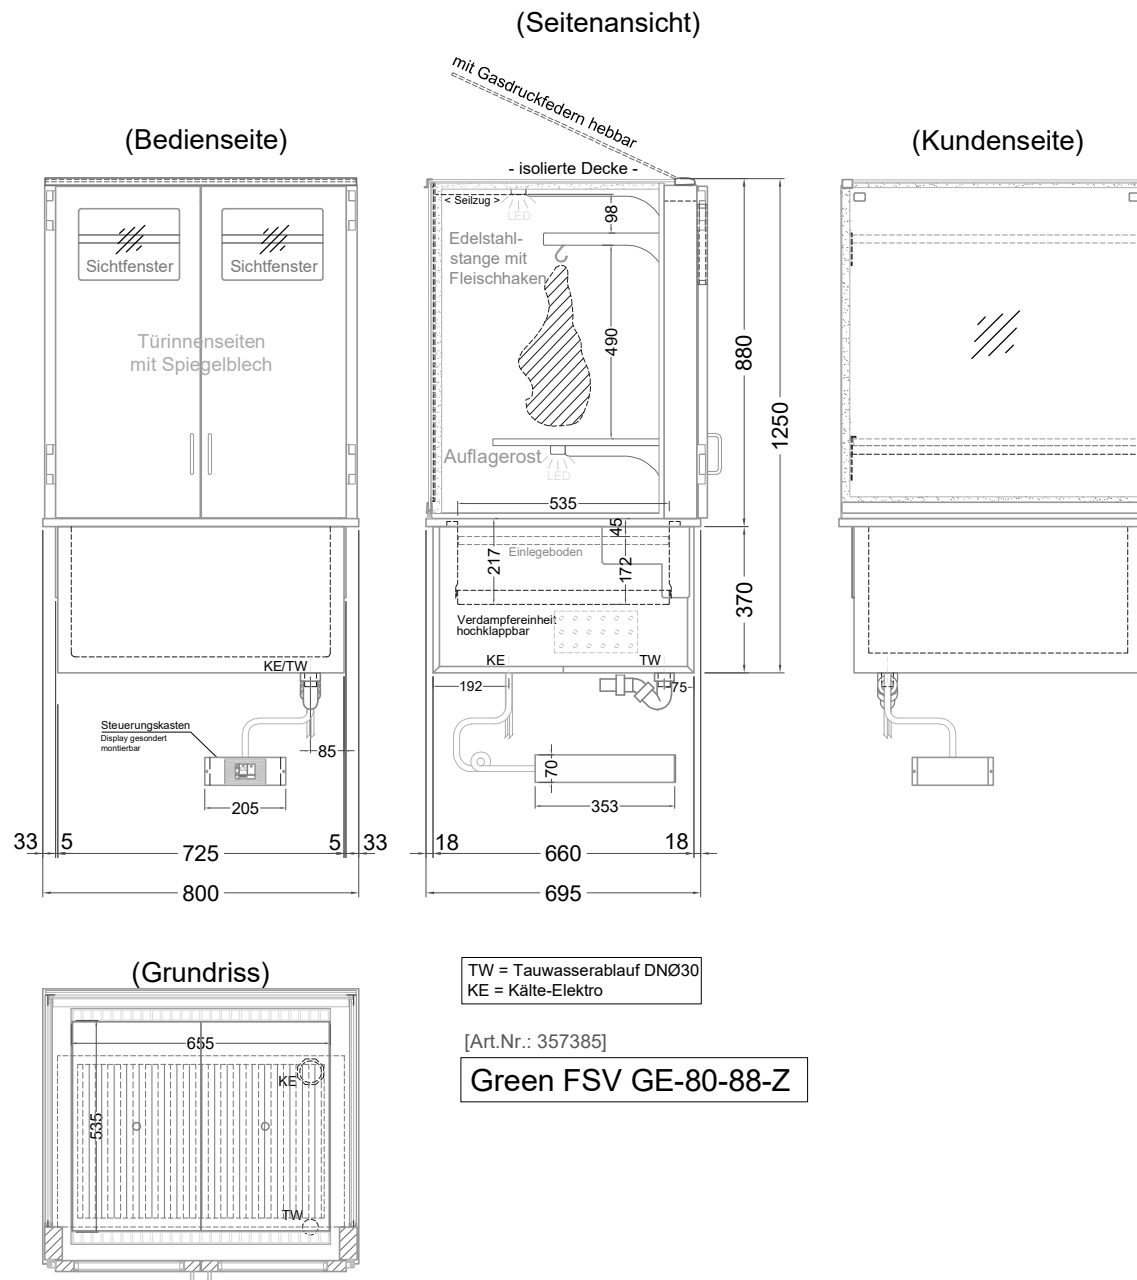 (Seitenansicht)
mit Gasdruckfedern hebbar
(Bedienseite)
(Kundenseite)
- isolierte Decke -
< Seilzug >
LED
98
Edelstahl-
stange mit
Fleischhaken
Sichtfenster
Sichtfenster
Türinnenseiten
mit Spiegelblech
490
880
1250
Auflagerost
LED
535
45
Einlegeboden
217
172
370
Verdampfereinheit
hochklappbar
KE/TW
KE
TW
192
75
Steuerungskasten
Display gesondert
montierbar
85
70
205
353
33
5
725
5
33
18
660
18
800
695
(Grundriss)
TW = Tauwasserablauf DNØ30
KE = Kälte-Elektro
655
[Art.Nr.: 357385]
KE
Green FSV GE-80-88-Z
535
TW